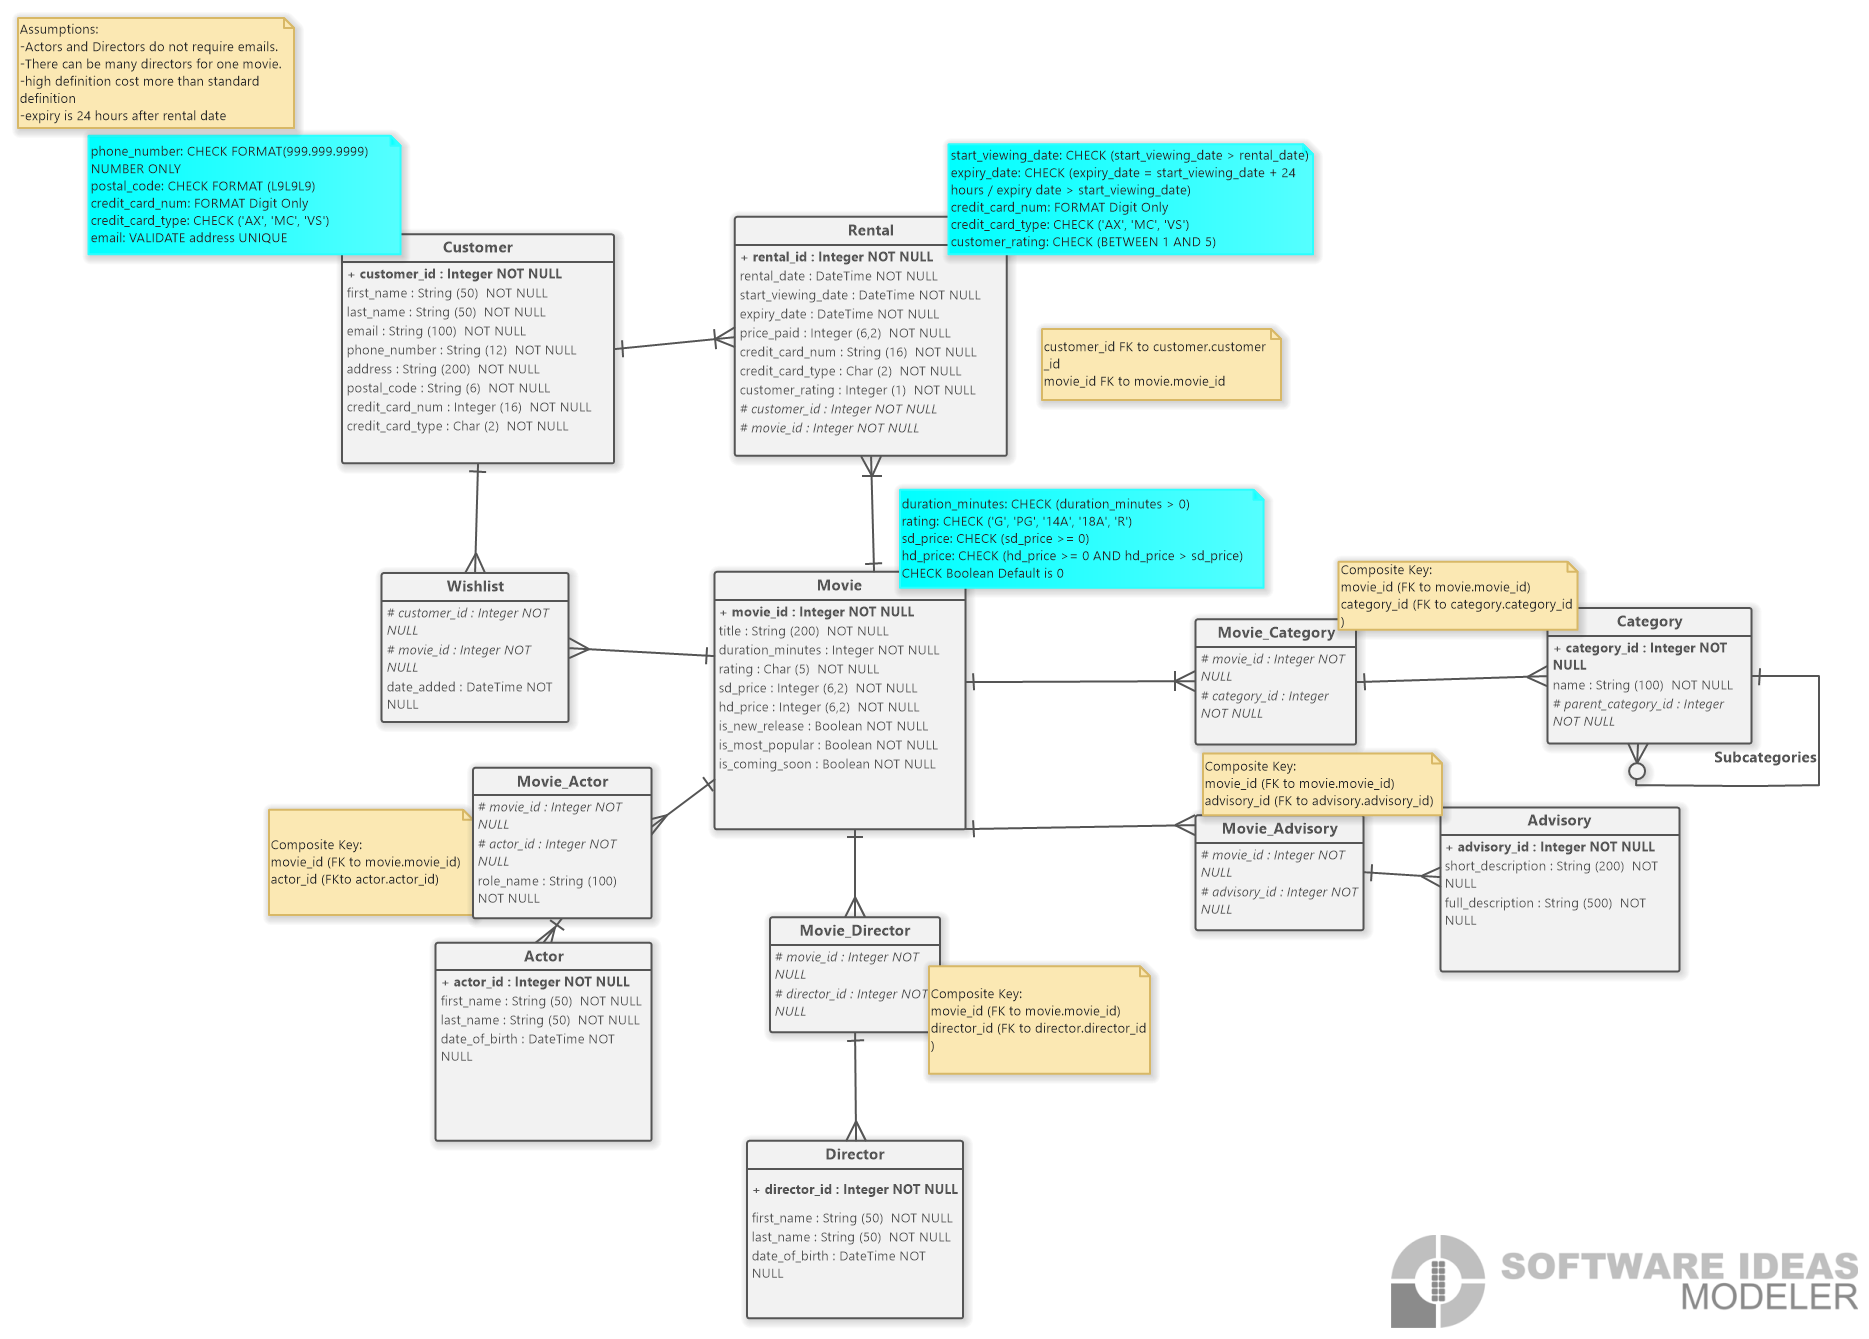 Assumptions:
-Actors and Directors do not require emails.
-There can be many directors for one movie.
-high definition cost more than standard
definition
-expiry is 24 hours after rental date
phone_number: CHECK FORMAT(999.999.9999)
NUMBER ONLY
postal_code: CHECK FORMAT (L9L9L9)
credit_card_num: FORMAT Digit Only
credit_card_type: CHECK ('AX', 'MC', 'VS')
email: VALIDATE address UNIQUE
start_viewing_date: CHECK (start_viewing_date > rental_date)
expiry_date: CHECK (expiry_date = start_viewing_date + 24
hours / expiry date > start_viewing_date)
credit_card_num: FORMAT Digit Only
credit_card_type: CHECK ('AX', 'MC', 'VS')
customer_rating: CHECK (BETWEEN 1 AND 5)
Customer
+ customer_id : Integer NOT NULL
first_name : String (50) NOT NULL
last_name : String (50) NOT NULL
email : String (100) NOT NULL
phone_number : String (12) NOT NULL
address : String (200) NOT NULL
postal_code : String (6) NOT NULL
credit_card_num : Integer (16) NOT NULL
credit_card_type : Char (2) NOT NULL
Rental
+ rental_id : Integer NOT NULL
rental_date : DateTime NOT NULL
start_viewing_date : DateTime NOT NULL
expiry_date : DateTime NOT NULL
price_paid : Integer (6,2) NOT NULL
credit_card_num : String (16) NOT NULL
credit_card_type : Char (2) NOT NULL
customer_rating : Integer (1) NOT NULL
# customer_id : Integer NOT NULL
# movie_id : Integer NOT NULL
customer_id FK to customer.customer
_id
movie_id FK to movie.movie_id
duration_minutes: CHECK (duration_minutes > 0)
rating: CHECK ('G', 'PG', '14A', '18A', 'R')
sd_price: CHECK (sd_price >= 0)
hd_price: CHECK (hd_price >= 0 AND hd_price > sd_price)
CHECK Boolean Default is 0
Wishlist
# customer_id : Integer NOT
NULL
# movie_id : Integer NOT
NULL
date_added : DateTime NOT
NULL
Movie
+ movie_id : Integer NOT NULL
title : String (200) NOT NULL
duration_minutes : Integer NOT NULL
rating : Char (5) NOT NULL
sd_price : Integer (6,2) NOT NULL
hd_price : Integer (6,2) NOT NULL
is_new_release : Boolean NOT NULL
is_most_popular : Boolean NOT NULL
is_coming_soon : Boolean NOT NULL
Composite Key:
movie_id (FK to movie.movie_id)
category_id (FK to category.category_id
)
Movie_Category
# movie_id : Integer NOT
NULL
# category_id : Integer
NOT NULL
Category
+ category_id : Integer NOT
NULL
name : String (100) NOT NULL
# parent_category_id : Integer
NOT NULL
Subcategories
Composite Key:
movie_id (FK to movie.movie_id)
advisory_id (FK to advisory.advisory_id)
Movie_Advisory
# movie_id : Integer NOT
NULL
# advisory_id : Integer NOT
NULL
Advisory
+ advisory_id : Integer NOT NULL
short_description : String (200) NOT
NULL
full_description : String (500) NOT
NULL
Movie_Actor
# movie_id : Integer NOT
NULL
# actor_id : Integer NOT
NULL
role_name : String (100)
NOT NULL
Composite Key:
movie_id (FK to movie.movie_id)
actor_id (FKto actor.actor_id)
Actor
+ actor_id : Integer NOT NULL
first_name : String (50) NOT NULL
last_name : String (50) NOT NULL
date_of_birth : DateTime NOT
NULL
Movie_Director
# movie_id : Integer NOT
NULL
# director_id : Integer NOT
NULL
Composite Key:
movie_id (FK to movie.movie_id)
director_id (FK to director.director_id
)
Director
+ director_id : Integer NOT NULL
first_name : String (50) NOT NULL
last_name : String (50) NOT NULL
date_of_birth : DateTime NOT
NULL
SOFTWARE IDEAS
MODELER